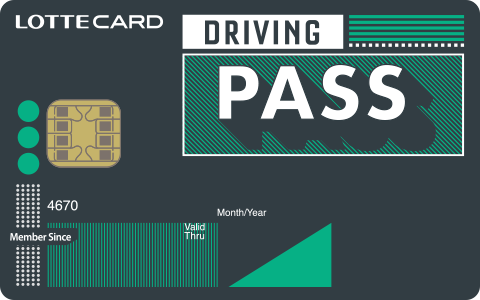 LOTTECARD
DRIVING
PASS
4670
Month/Year
Valid
Thru
Member Since